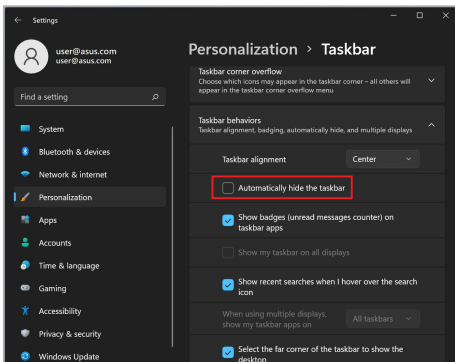 Settings
user@asus.com
user@asus.com
Find a setting
System
Bluetooth & devices
Network & internet
Personalization
Apps
Accounts
Time & language
Gaming
Accessibility
Privacy & security
Windows Update
Personalization > Taskbar
Taskbar corner overflow
Choose which icons may appear in the taskbar corner – all others will
appear in the taskbar corner overflow menu
Taskbar behaviors
Taskbar alignment, badging, automatically hide, and multiple displays
Taskbar alignment
Center
Automatically hide the taskbar
Show badges (unread messages counter) on
taskbar apps
Show my taskbar on all displays
Show recent searches when I hover over the search
icon
When using multiple displays,
show my taskbar apps on
All taskbars
Select the far corner of the taskbar to show the
desktop